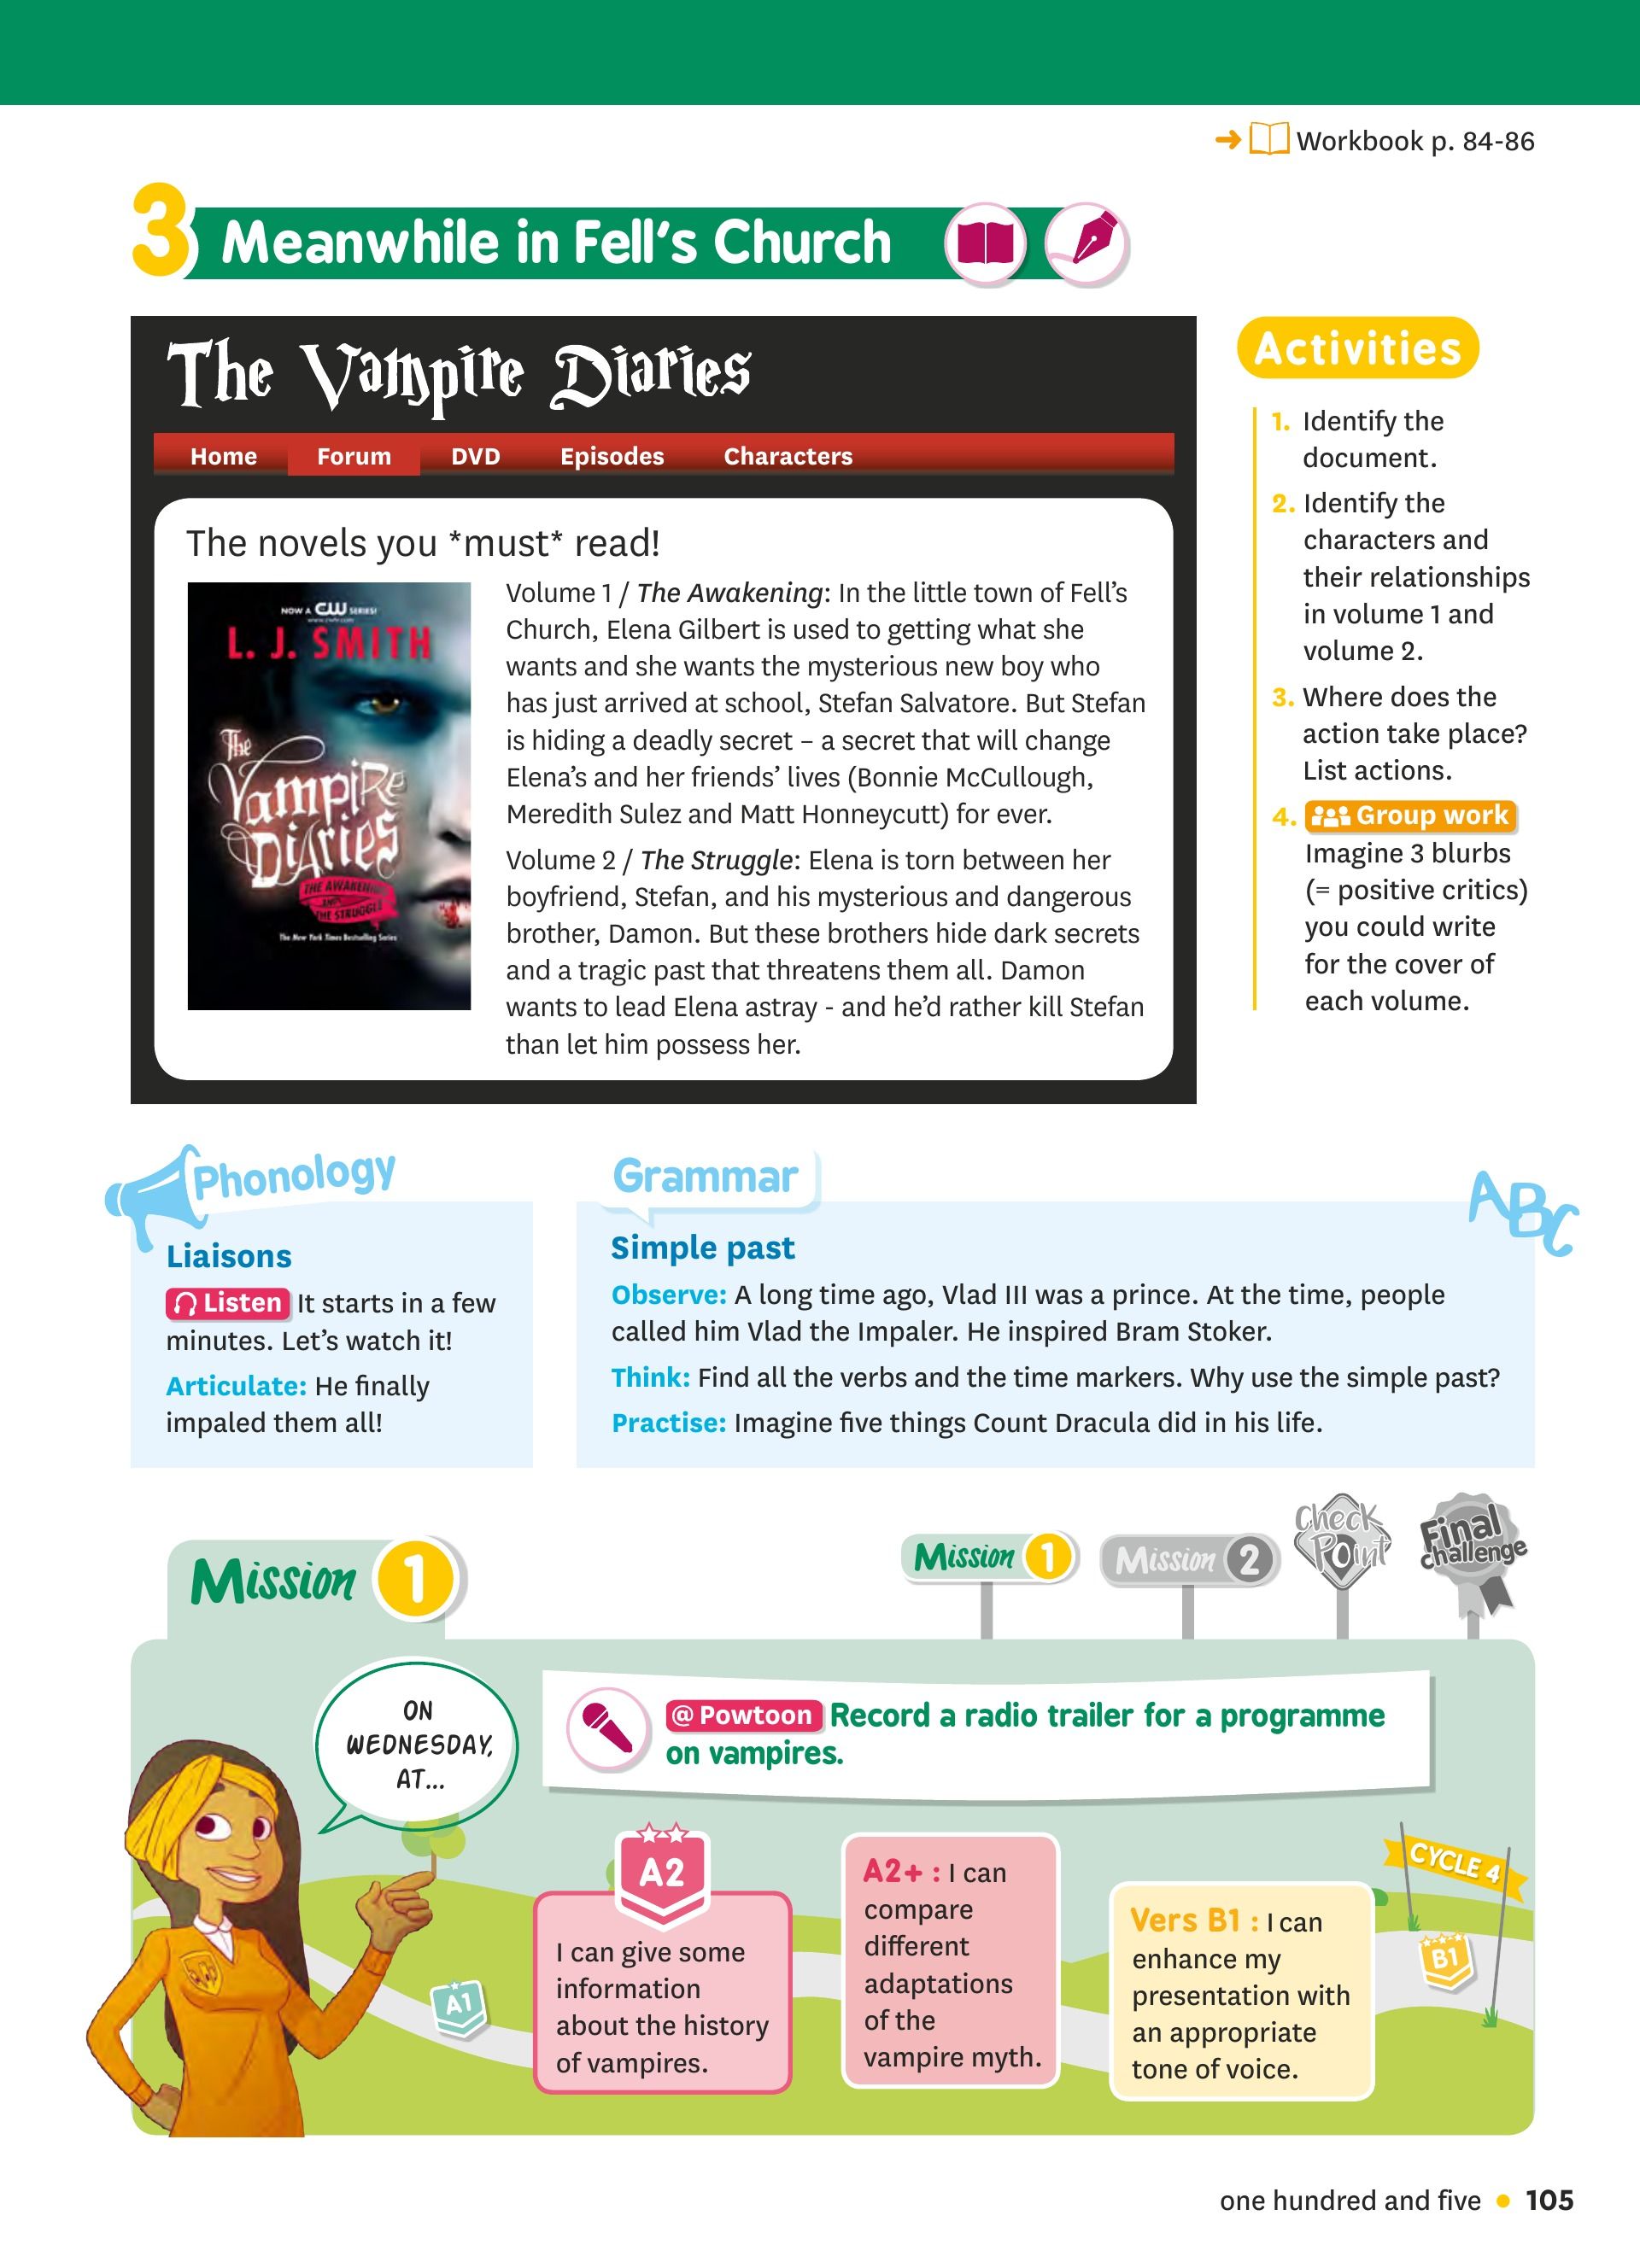 Workbook p. 84-86
3 Meanwhile in Fell's Church
The Vampire Diaries
Home Forum DVD Episodes Characters
The novels you *must* read!
NOW A CW SERIES!
L. J. SMITH
The
Vampire
Diaries
THE AWAKENING
AND
THE STRUGGLE
The New York Times Bestselling Series
Volume 1 / The Awakening: In the little town of Fell's
Church, Elena Gilbert is used to getting what she
wants and she wants the mysterious new boy who
has just arrived at school, Stefan Salvatore. But Stefan
is hiding a deadly secret – a secret that will change
Elena's and her friends' lives (Bonnie McCullough,
Meredith Sulez and Matt Honneycutt) for ever.
Volume 2 / The Struggle: Elena is torn between her
boyfriend, Stefan, and his mysterious and dangerous
brother, Damon. But these brothers hide dark secrets
and a tragic past that threatens them all. Damon
wants to lead Elena astray - and he'd rather kill Stefan
than let him possess her.
Activities
1. Identify the
document.
2. Identify the
characters and
their relationships
in volume 1 and
volume 2.
3. Where does the
action take place?
List actions.
4. Group work
Imagine 3 blurbs
(= positive critics)
you could write
for the cover of
each volume.
Phonology
Liaisons
Listen It starts in a few
minutes. Let's watch it!
Articulate: He finally
impaled them all!
Grammar
ABC
Simple past
Observe: A long time ago, Vlad III was a prince. At the time, people
called him Vlad the Impaler. He inspired Bram Stoker.
Think: Find all the verbs and the time markers. Why use the simple past?
Practise: Imagine five things Count Dracula did in his life.
Mission 1
Mission 1
Mission 2
Check
Point
Final
challenge
ON
WEDNESDAY,
AT...
@ Powtoon Record a radio trailer for a programme
on vampires.
A1
A2
I can give some
information
about the history
of vampires.
A2+ : I can
compare
different
adaptations
of the
vampire myth.
Vers B1 : I can
enhance my
presentation with
an appropriate
tone of voice.
CYCLE 4
B1
one hundred and five • 105